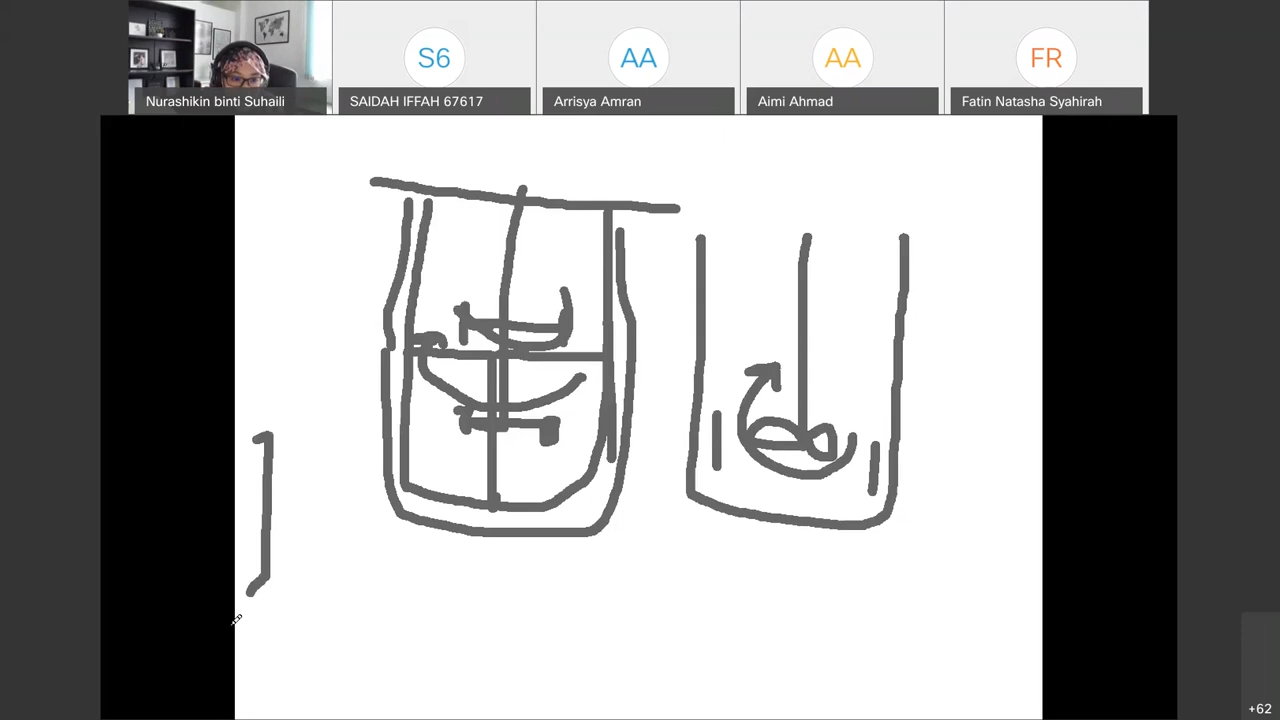 S6
AA
AA
FR
Nurashikin binti Suhaili
SAIDAH IFFAH 67617
Arrisya Amran
Aimi Ahmad
Fatin Natasha Syahirah
+62